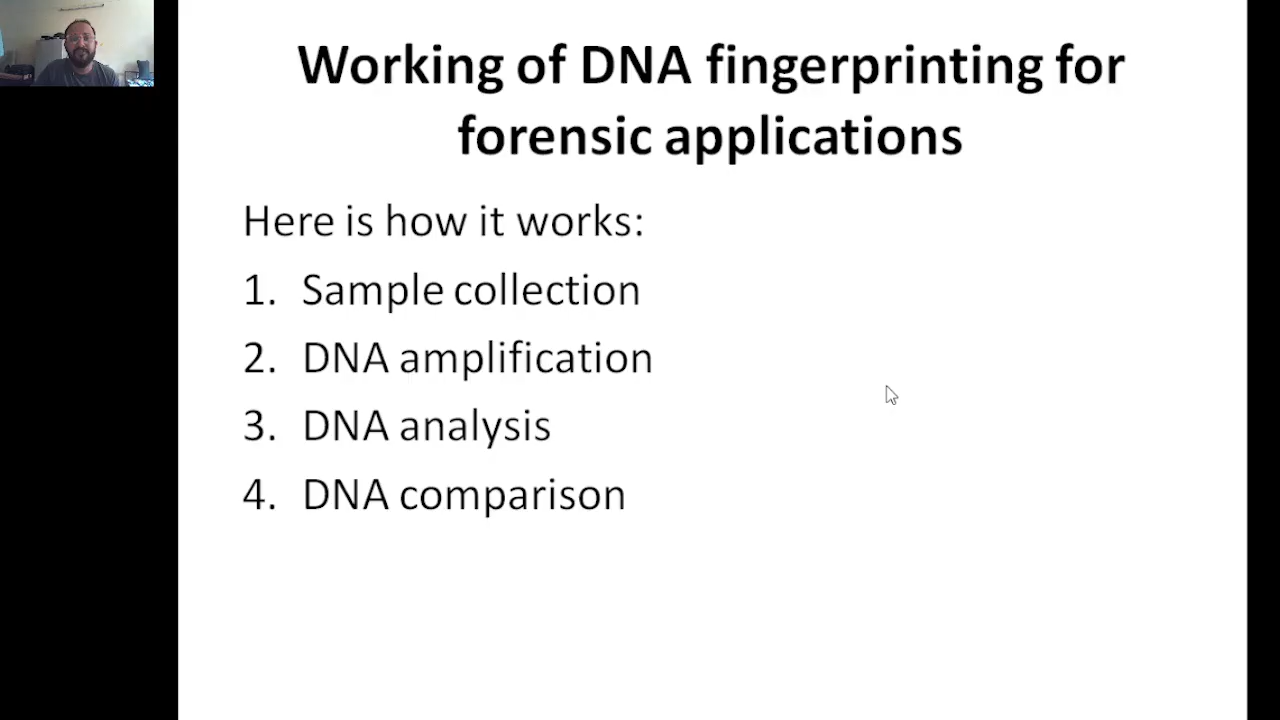 Working of DNA fingerprinting for
forensic applications
Here is how it works:
1. Sample collection
2. DNA amplification
3. DNA analysis
4. DNA comparison